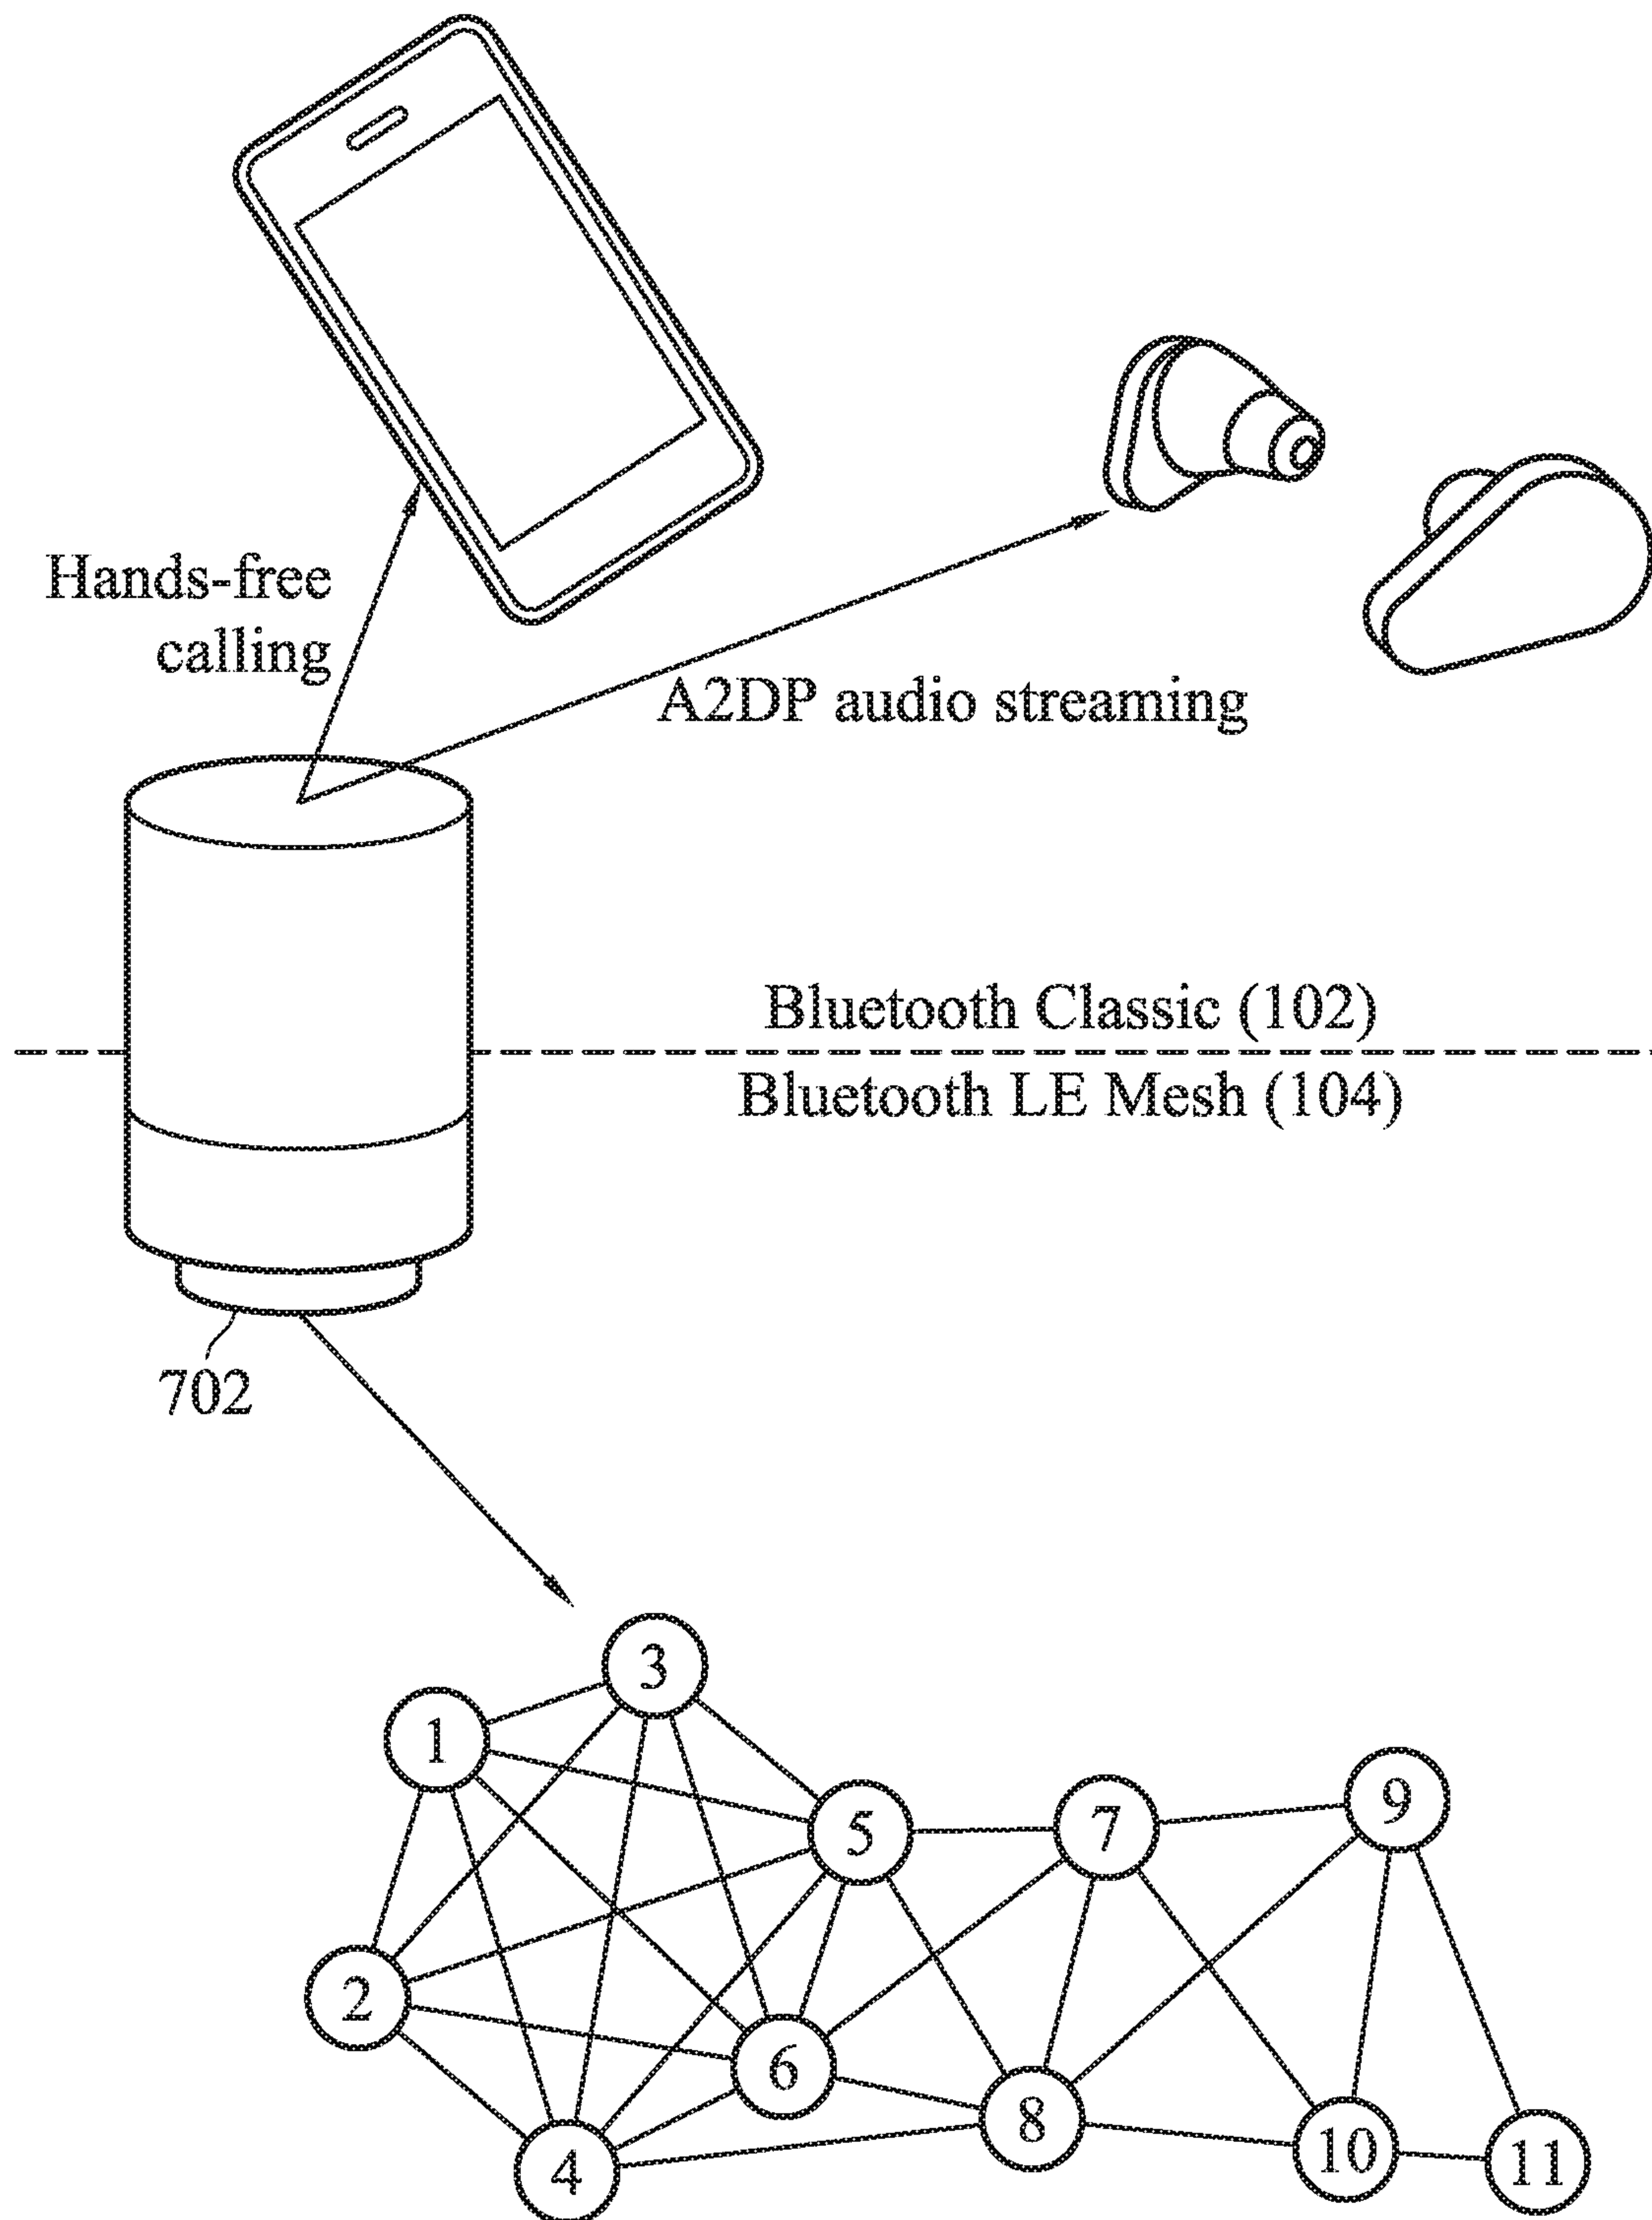 Hands-free
calling
A2DP audio streaming
Bluetooth Classic (102)
Bluetooth LE Mesh (104)
702
3
1
9
5
7
2
6
8
10
11
4